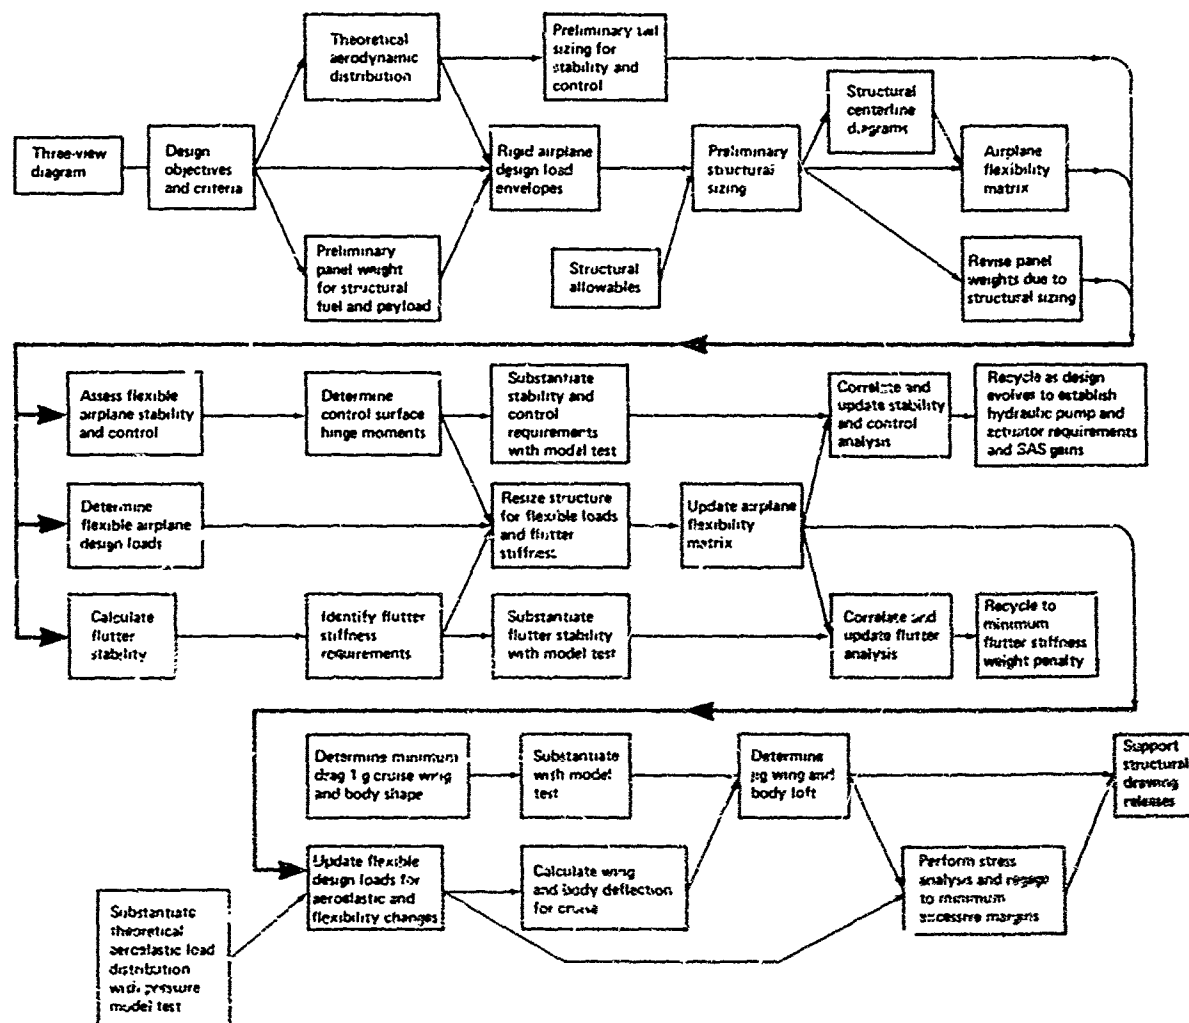 Three-view
diagram
Design
objectives
and criteria
Theoretical
aerodynamic
distribution
Preliminary
panel weight
for structural
fuel and payload
Preliminary tail
sizing for
stability and
control
Rigid airplane
design load
envelopes
Structural
allowables
Preliminary
structural
sizing
Structural
centerline
diagrams
Airplane
flexibility
matrix
Revise panel
weights due to
structural sizing
Assess flexible
airplane stability
and control
Determine
control surface
hinge moments
Substantiate
stability and
control
requirements
with model test
Correlate and
update stability
and control
analysis
Recycle as design
evolves to establish
hydraulic pump and
actuator requirements
and SAS gains
Determine
flexible airplane
design loads
Resize structure
for flexible loads
and flutter
stiffness
Update airplane
flexibility
matrix
Calculate
flutter
stability
Identify flutter
stiffness
requirements
Substantiate
flutter stability
with model test
Correlate and
update flutter
analysis
Recycle to
minimum
flutter stiffness
weight penalty
Determine minimum
drag 1 g cruise wing
and body shape
Substantiate
with model
test
Determine
jig wing and
body loft
Support
structural
drawing
releases
Update flexible
design loads for
aeroelastic and
flexibility changes
Calculate wing
and body deflection
for cruise
Perform stress
analysis and regage
to minimum
excessive margins
Substantiate
theoretical
aeroelastic load
distribution
with pressure
model test